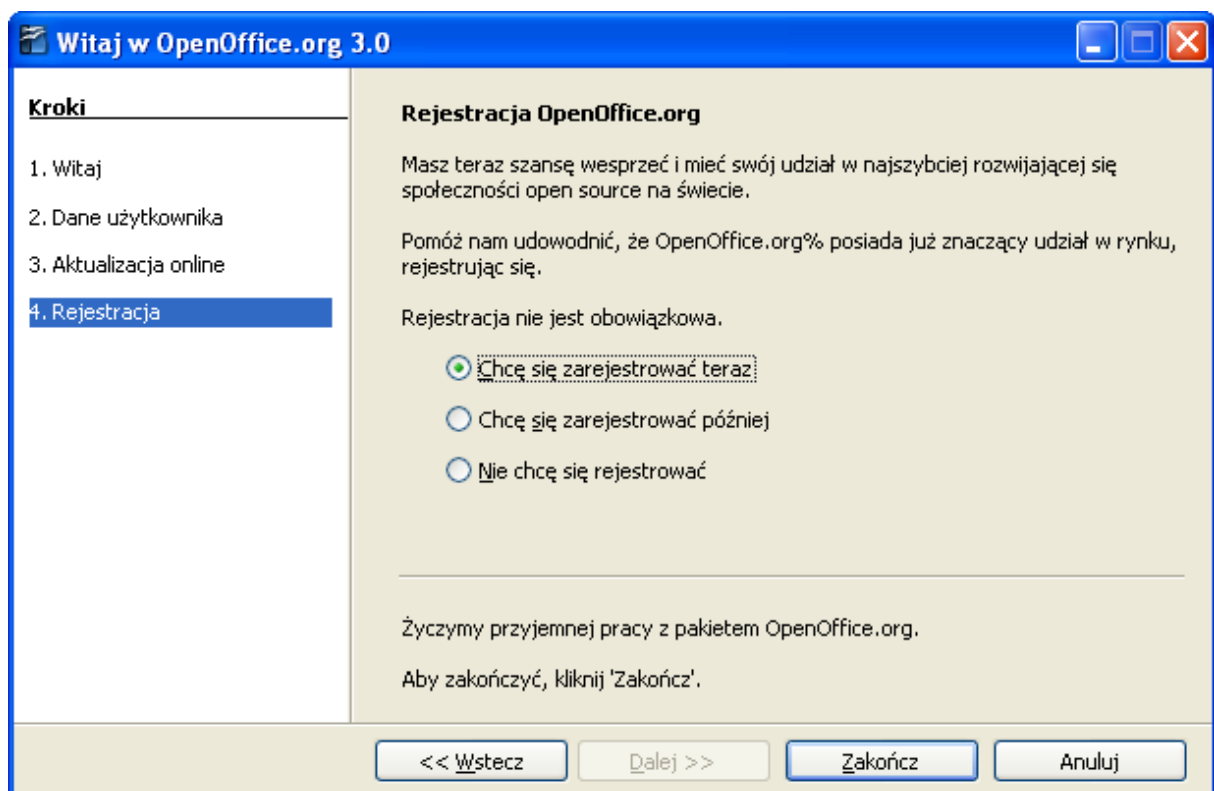 Witaj w OpenOffice.org 3.0
Kroki
1. Witaj
2. Dane użytkownika
3. Aktualizacja online
4. Rejestracja
Rejestracja OpenOffice.org
Masz teraz szansę wesprzeć i mieć swój udział w najszybciej rozwijającej się
społeczności open source na świecie.
Pomóż nam udowodnić, że OpenOffice.org% posiada już znaczący udział w rynku,
rejestrując się.
Rejestracja nie jest obowiązkowa.
Chcę się zarejestrować teraz
Chcę się zarejestrować później
Nie chcę się rejestrować
Życzymy przyjemnej pracy z pakietem OpenOffice.org.
Aby zakończyć, kliknij 'Zakończ'.
<< Wstecz
Dalej >>
Zakończ
Anuluj